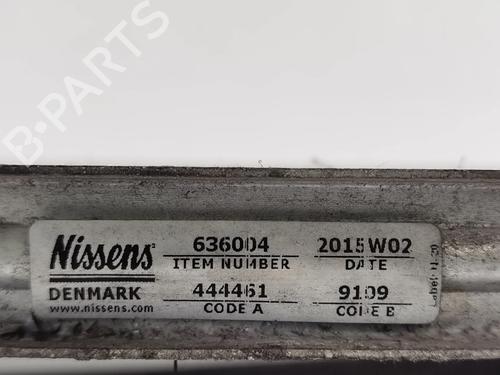 B-PARTS
Nissens 636004 2015W02
ITEM NUMBER DATE
DENMARK 444461 9109
www.nissens.com CODE A CODE B